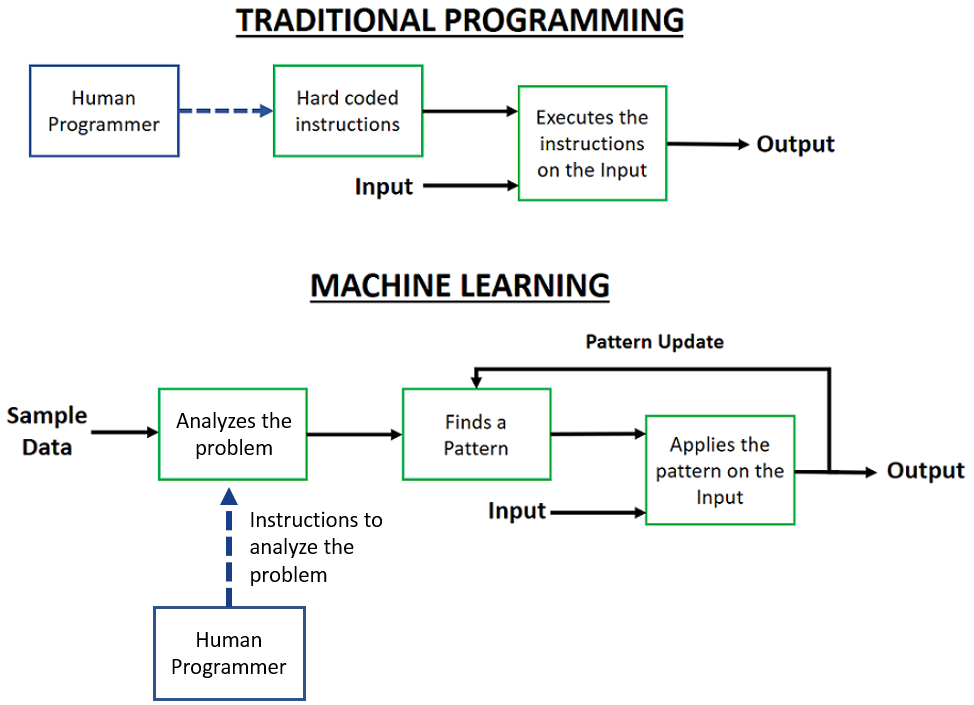 TRADITIONAL PROGRAMMING
Human
Programmer
Hard coded
instructions
Executes the
instructions
on the Input
Output
Input
MACHINE LEARNING
Pattern Update
Sample
Data
Analyzes the
problem
Finds a
Pattern
Applies the
pattern on the
Input
Output
Input
Instructions to
analyze the
problem
Human
Programmer